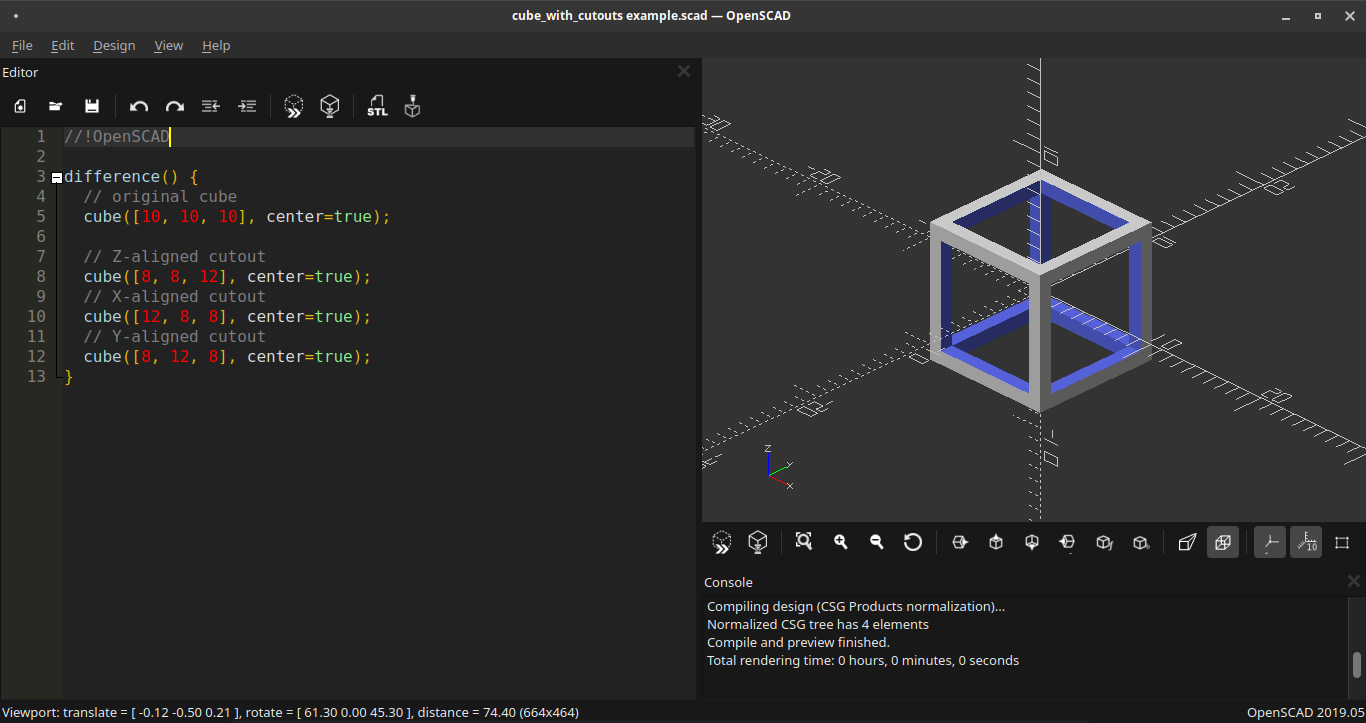 cube_with_cutouts example.scad — OpenSCAD
File Edit Design View Help
Editor
STL
1 //!OpenSCAD
2
3 difference() {
4 // original cube
5 cube([10, 10, 10], center=true);
6
7 // Z-aligned cutout
8 cube([8, 8, 12], center=true);
9 // X-aligned cutout
10 cube([12, 8, 8], center=true);
11 // Y-aligned cutout
12 cube([8, 12, 8], center=true);
13 }
Z
Y
X
10
Console
Compiling design (CSG Products normalization)...
Normalized CSG tree has 4 elements
Compile and preview finished.
Total rendering time: 0 hours, 0 minutes, 0 seconds
Viewport: translate = [ -0.12 -0.50 0.21 ], rotate = [ 61.30 0.00 45.30 ], distance = 74.40 (664x464)
OpenSCAD 2019.05